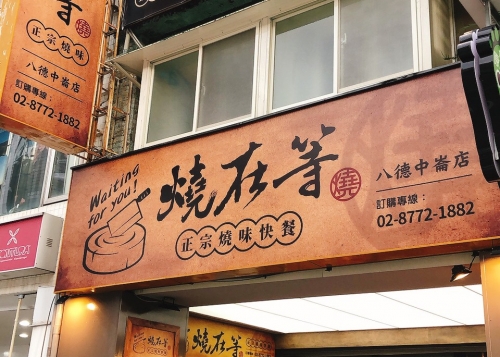 等
燒
正宗燒味
八德中崙店
訂購專線:
02-8772-1882
Waiting
for you!
燒在等
燒
正宗燒味快餐
八德中崙店
訂購專線:
02-8772-1882
燒在等